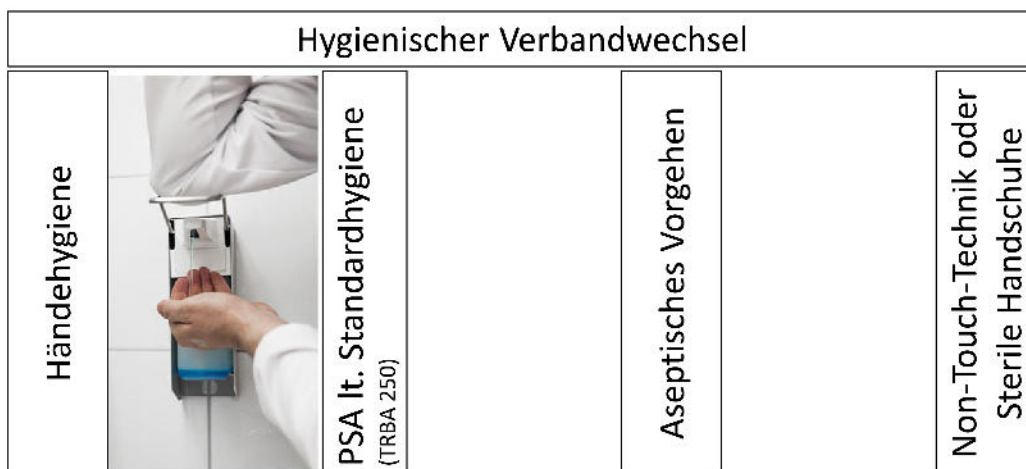 Hygienischer Verbandwechsel
Händehygiene
PSA lt. Standardhygiene
(TRBA 250)
Aseptisches Vorgehen
Non-Touch-Technik oder
Sterile Handschuhe